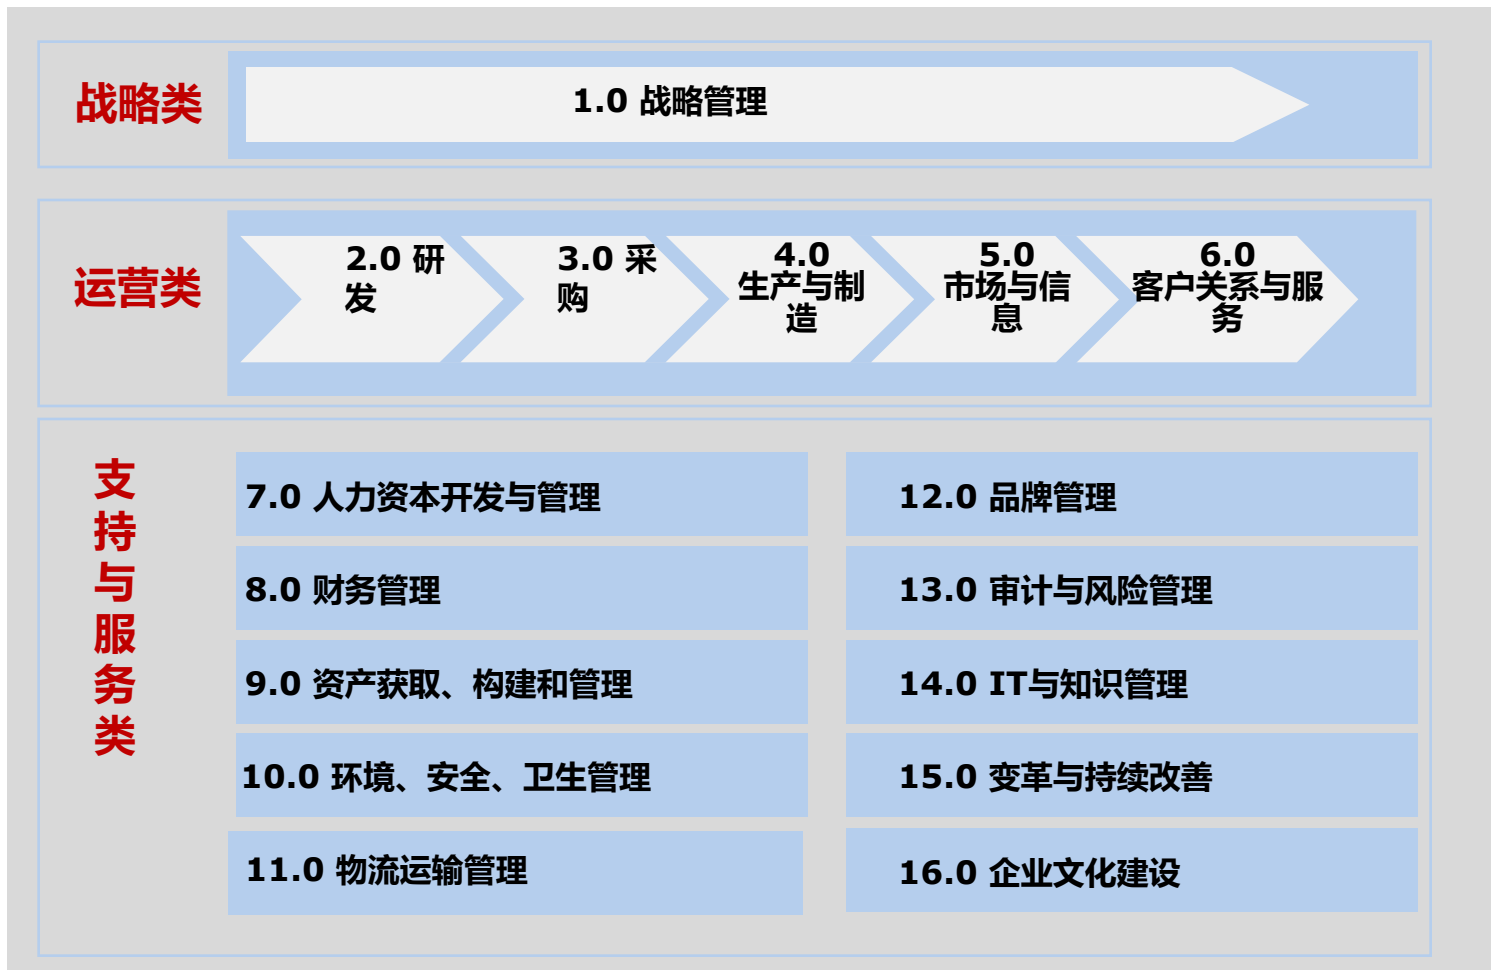 战略类
1.0 战略管理
运营类
2.0 研
发
3.0 采
购
4.0
生产与制
造
5.0
市场与信
息
6.0
客户关系与服
务
支
持
与
服
务
类
7.0 人力资本开发与管理
8.0 财务管理
9.0 资产获取、构建和管理
10.0 环境、安全、卫生管理
11.0 物流运输管理
12.0 品牌管理
13.0 审计与风险管理
14.0 IT与知识管理
15.0 变革与持续改善
16.0 企业文化建设